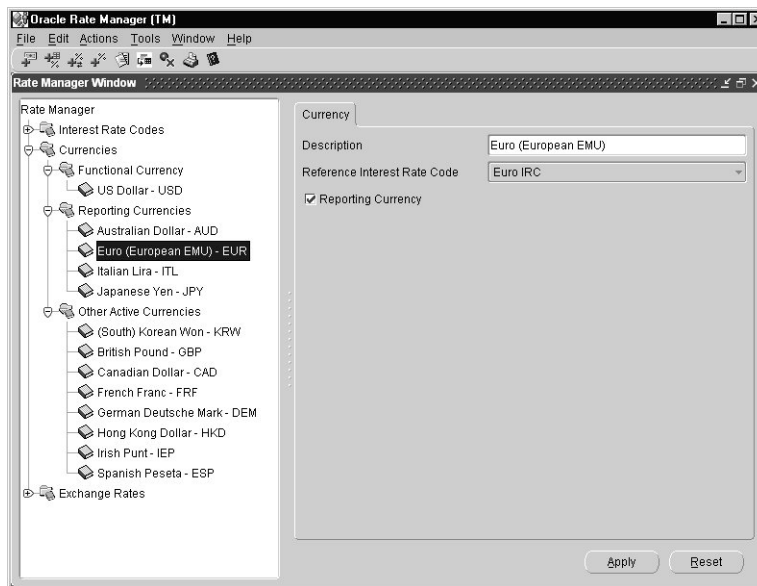 Oracle Rate Manager (TM)
File Edit Actions Tools Window Help
Rate Manager Window
Rate Manager
Interest Rate Codes
Currencies
Functional Currency
US Dollar - USD
Reporting Currencies
Australian Dollar - AUD
Euro (European EMU) - EUR
Italian Lira - ITL
Japanese Yen - JPY
Other Active Currencies
(South) Korean Won - KRW
British Pound - GBP
Canadian Dollar - CAD
French Franc - FRF
German Deutsche Mark - DEM
Hong Kong Dollar - HKD
Irish Punt - IEP
Spanish Peseta - ESP
Exchange Rates
Currency
Description Euro (European EMU)
Reference Interest Rate Code Euro IRC
Reporting Currency
Apply Reset